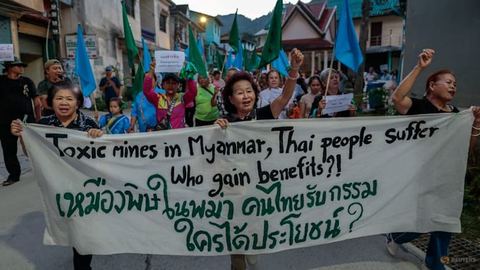 Toxic mines in Myanmar, Thai people suffer
Who gain benefits?!
เหมืองพิษในพม่า คนไทยรับกรรม
ใครได้ประโยชน์?
REUTERS